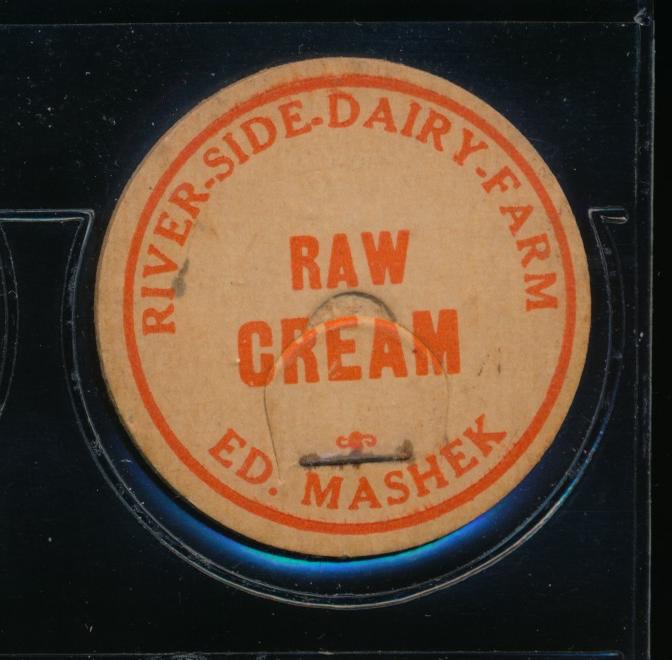 RIVER-SIDE-DAIRY-FARM
RAW
CREAM
ED. MASHEK